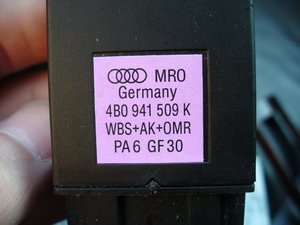 MRO
Germany
4B0 941 509 K
WBS+AK+OMR
PA6 GF30